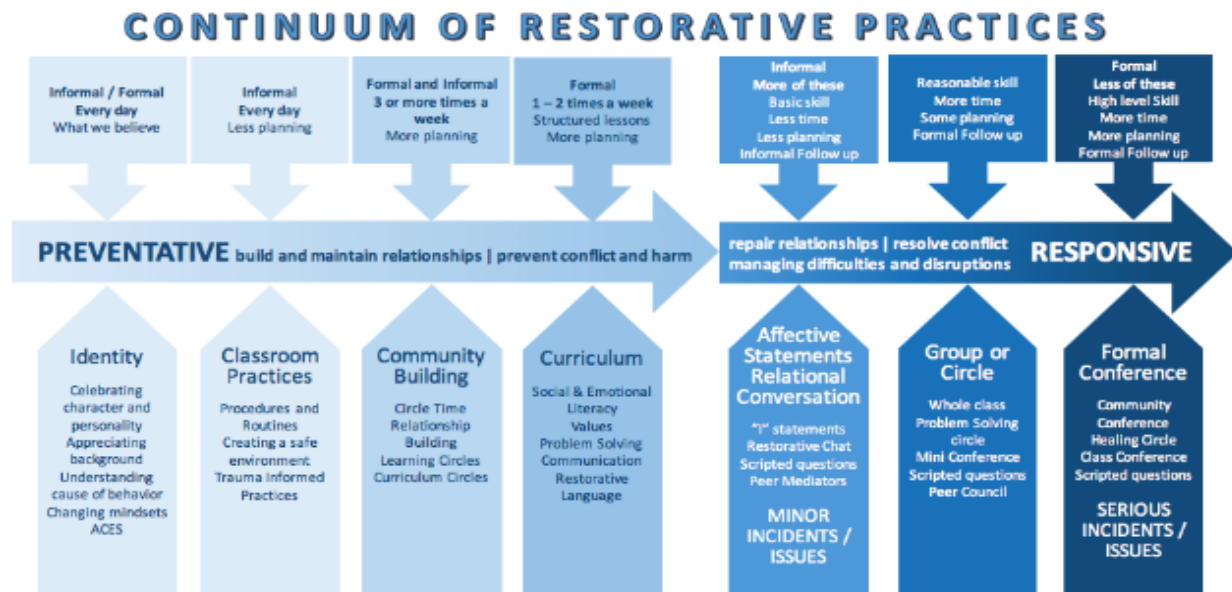 CONTINUUM OF RESTORATIVE PRACTICES
Informal / Formal
Every day
What we believe
Informal
Every day
Less planning
Formal and Informal
3 or more times a
week
More planning
Formal
1 – 2 times a week
Structured lessons
More planning
Informal
More of these
Basic skill
Less time
Less planning
Informal Follow up
Reasonable skill
More time
Some planning
Formal Follow up
Formal
Less of these
High level Skill
More time
More planning
Formal Follow up
PREVENTATIVE build and maintain relationships | prevent conflict and harm
repair relationships | resolve conflict
managing difficulties and disruptions
RESPONSIVE
Identity
Celebrating
character and
personality
Appreciating
background
Understanding
cause of behavior
Changing mindsets
ACES
Classroom
Practices
Procedures and
Routines
Creating a safe
environment
Trauma Informed
Practices
Community
Building
Circle Time
Relationship
Building
Learning Circles
Curriculum Circles
Curriculum
Social & Emotional
Literacy
Values
Problem Solving
Communication
Restorative
Language
Affective
Statements
Relational
Conversation
"I" statements
Restorative Chat
Scripted questions
Peer Mediators
MINOR
INCIDENTS /
ISSUES
Group or
Circle
Whole class
Problem Solving
circle
Mini Conference
Scripted questions
Peer Council
Formal
Conference
Community
Conference
Healing Circle
Class Conference
Scripted questions
SERIOUS
INCIDENTS /
ISSUES